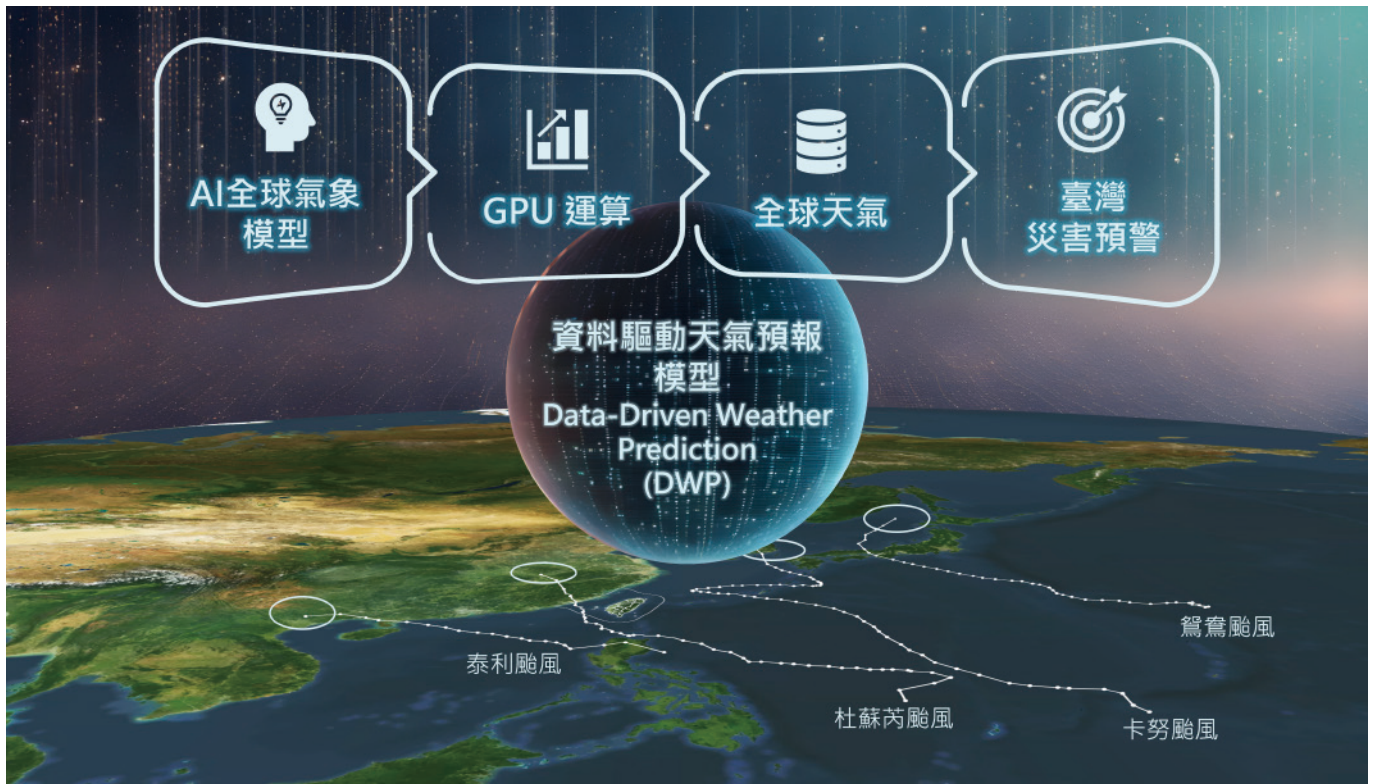 AI全球氣象
模型
GPU 運算
全球天氣
臺灣
災害預警
資料驅動天氣預報
模型
Data-Driven Weather
Prediction
(DWP)
鴛鴦颱風
泰利颱風
杜蘇芮颱風
卡努颱風